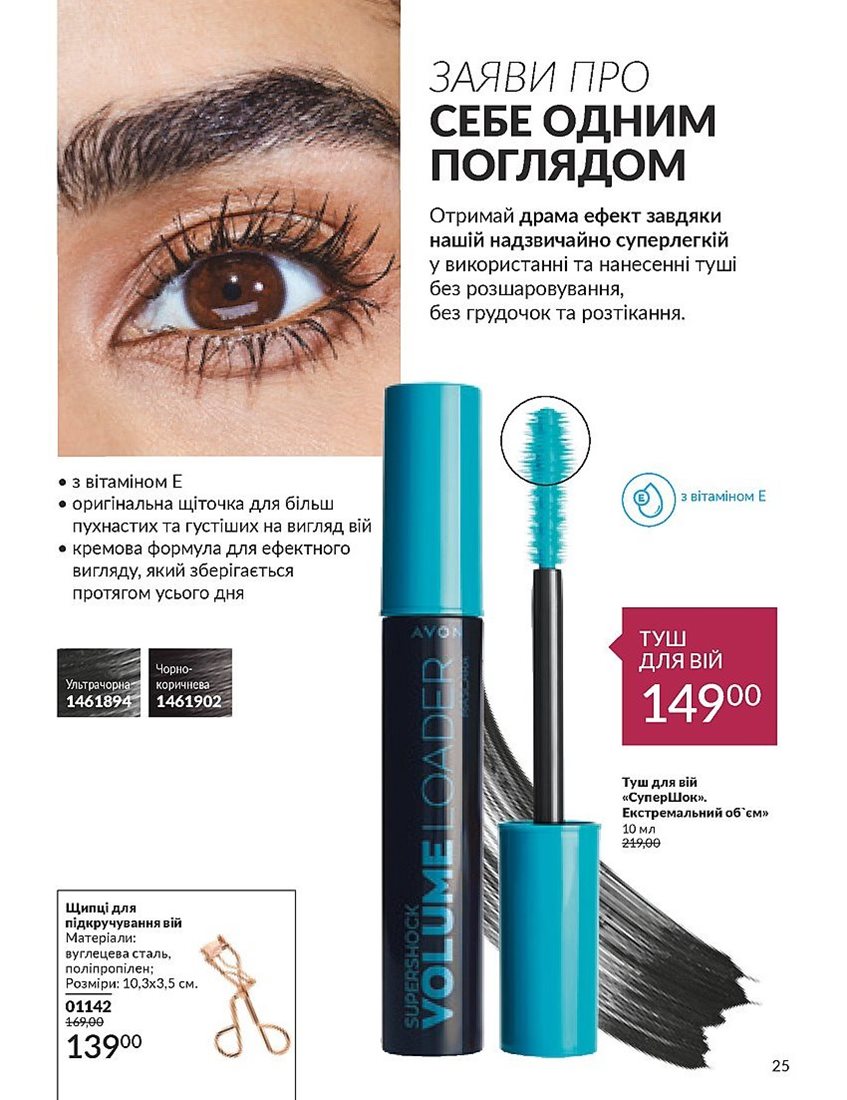 ЗАЯВИ ПРО
СЕБЕ ОДНИМ
ПОГЛЯДОМ
Отримай драма ефект завдяки
нашій надзвичайно суперлегкій
у використанні та нанесенні туші
без розшаровування,
без грудочок та розтікання.
• з вітаміном Е
• оригінальна щіточка для більш
пухнастих та густіших на вигляд вій
• кремова формула для ефектного
вигляду, який зберігається
протягом усього дня
E
з вітаміном Е
Ультрачорна
1461894
Чорно-
коричнева
1461902
AVON
SUPERSHOCK
VOLUME LOADER
MASCARA
ТУШ
ДЛЯ ВІЙ
14900
Туш для вій
«СуперШок».
Екстремальний об`єм»
10 мл
219,00
Щипці для
підкручування вій
Матеріали:
вуглецева сталь,
поліпропілен;
Розміри: 10,3х3,5 см.
01142
169,00
13900
25